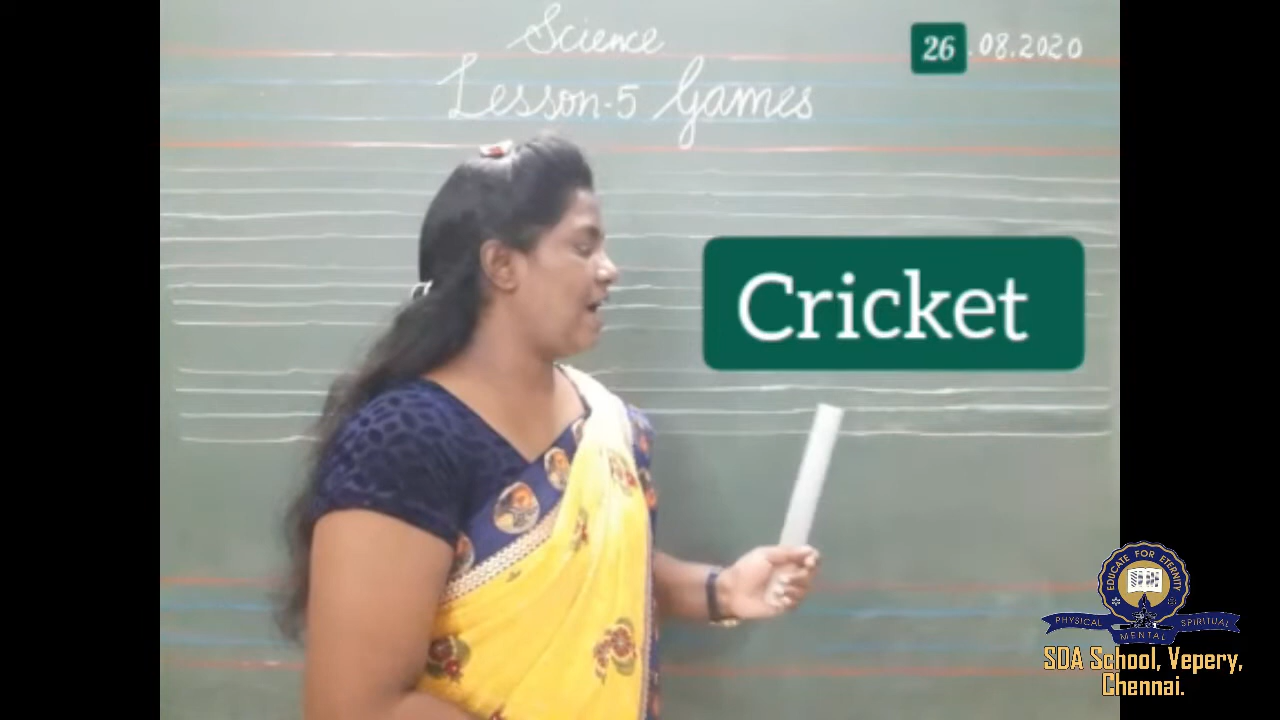 Science
26.08.2020
Lesson-5 Games
Cricket
EDUCATE FOR ETERNITY
PHYSICAL MENTAL SPIRITUAL
SDA School, Vepery,
Chennai.